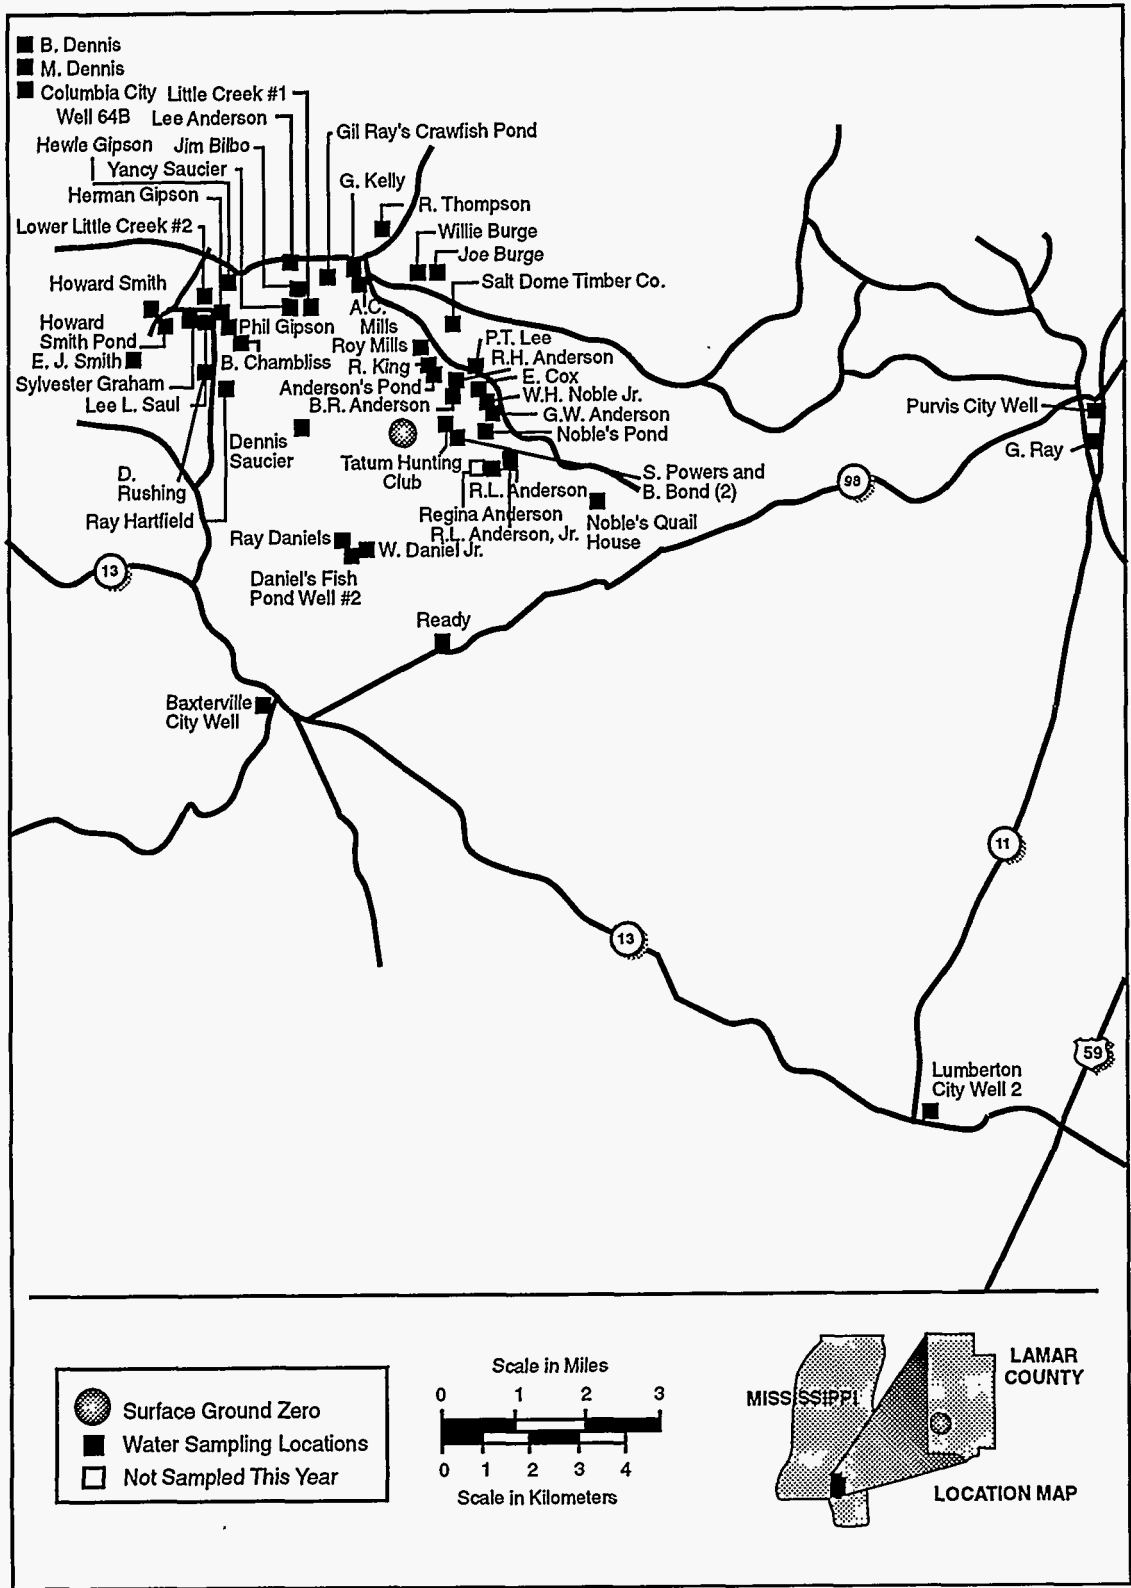 B. Dennis
M. Dennis
Columbia City
Little Creek #1
Well 64B
Lee Anderson
Gil Ray's Crawfish Pond
Hewie Gipson
Jim Bilbo
Yancy Saucier
G. Kelly
Herman Gipson
R. Thompson
Lower Little Creek #2
Willie Burge
Joe Burge
Howard Smith
Salt Dome Timber Co.
A.C.
Mills
Howard
Smith Pond
Phil Gipson
P.T. Lee
Roy Mills
R.H. Anderson
E. J. Smith
B. Chambliss
R. King
E. Cox
Sylvester Graham
Anderson's Pond
W.H. Noble Jr.
Lee L. Saul
B.R. Anderson
G.W. Anderson
Purvis City Well
Noble's Pond
Dennis
Saucier
G. Ray
Tatum Hunting
Club
S. Powers and
B. Bond (2)
D.
Rushing
R.L. Anderson
98
Ray Hartfield
Regina Anderson
R.L. Anderson, Jr.
Noble's Quail
House
Ray Daniels
W. Daniel Jr.
13
Daniel's Fish
Pond Well #2
Ready
Baxterville
City Well
11
13
59
Lumberton
City Well 2
Surface Ground Zero
Water Sampling Locations
Not Sampled This Year
Scale in Miles
0 1 2 3
0 1 2 3 4
Scale in Kilometers
MISSISSIPPI
LAMAR
COUNTY
LOCATION MAP